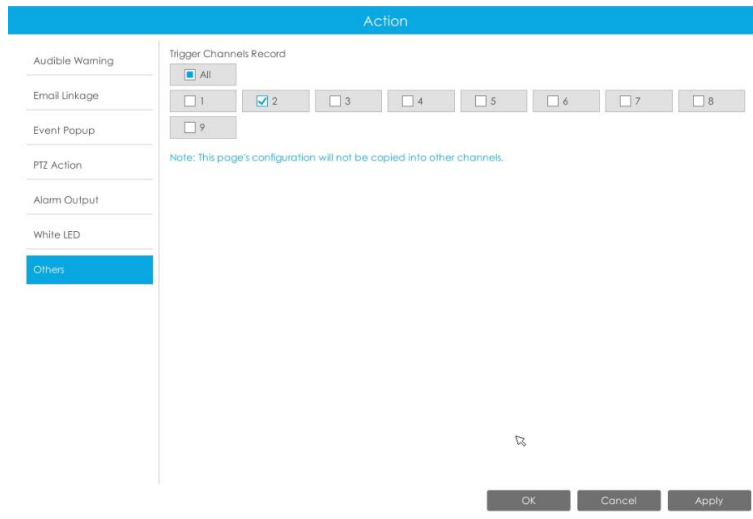 Action
Audible Warning
Email Linkage
Event Popup
PTZ Action
Alarm Output
White LED
Others
Trigger Channels Record
All
1 2 3 4 5 6 7 8
9
Note: This page's configuration will not be copied into other channels.
OK Cancel Apply